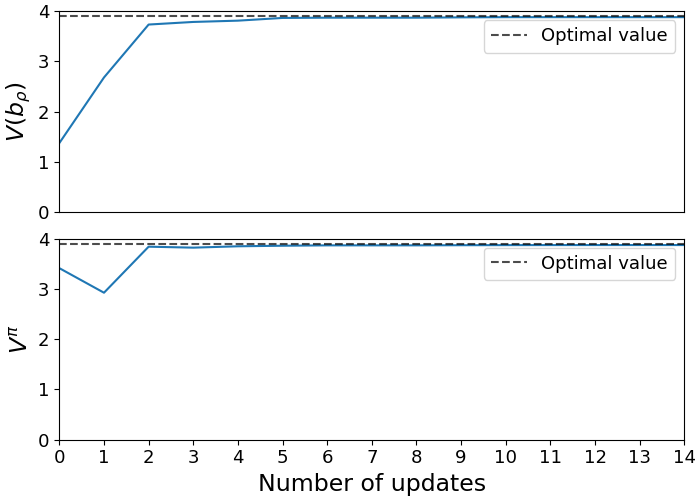 4
3
2
1
0
V(b_ρ)
Optimal value
4
3
2
1
0
V^π
Optimal value
0 1 2 3 4 5 6 7 8 9 10 11 12 13 14
Number of updates